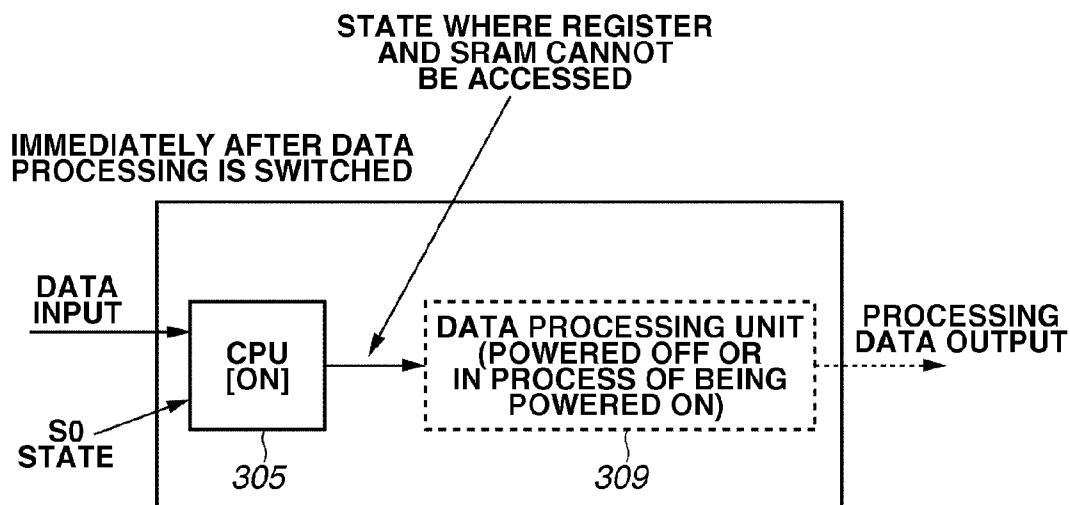 STATE WHERE REGISTER
AND SRAM CANNOT
BE ACCESSED
IMMEDIATELY AFTER DATA
PROCESSING IS SWITCHED
DATA
INPUT
CPU
[ON]
S0
STATE
305
DATA PROCESSING UNIT
(POWERED OFF OR
IN PROCESS OF BEING
POWERED ON)
309
PROCESSING
DATA OUTPUT